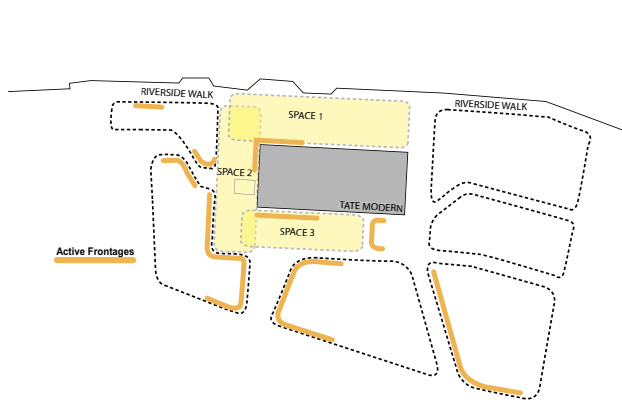 RIVERSIDE WALK
RIVERSIDE WALK
SPACE 1
SPACE 2
TATE MODERN
SPACE 3
Active Frontages